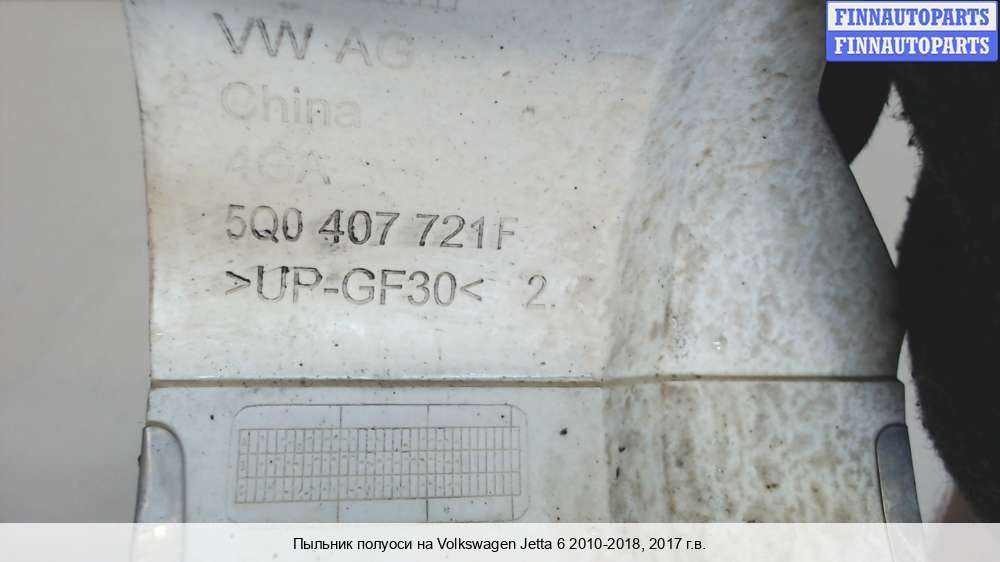 FINNAUTOPARTS
FINNAUTOPARTS
VW AG
China
4GA
5Q0 407 721F
>UP-GF30< 2.
Пыльник полуоси на Volkswagen Jetta 6 2010-2018, 2017 г.в.